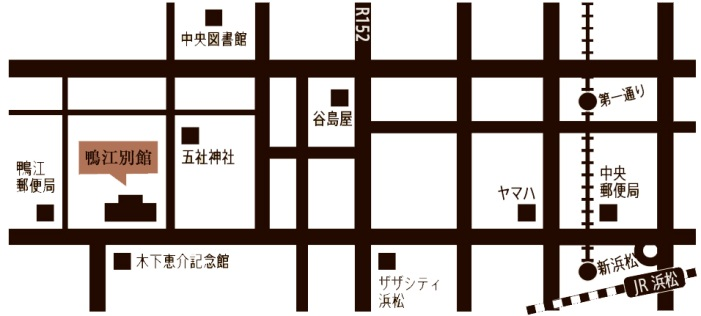 中央図書館
R152
第一通り
谷島屋
鴨江別館
五社神社
鴨江
郵便局
ヤマハ
中央
郵便局
木下恵介記念館
ザザシティ
浜松
新浜松
JR 浜松